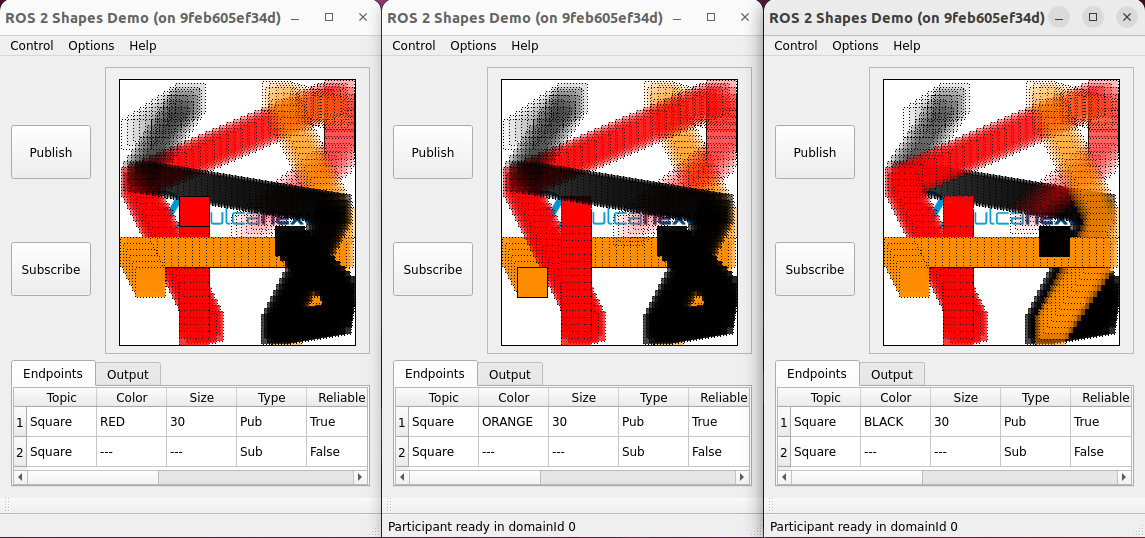 ROS 2 Shapes Demo (on 9feb605ef34d)
Control Options Help
Publish
Subscribe
ulcanex
Endpoints Output
Topic Color Size Type Reliable
1 Square RED 30 Pub True
2 Square --- --- Sub False
ROS 2 Shapes Demo (on 9feb605ef34d)
Control Options Help
Publish
Subscribe
ulcanex
Endpoints Output
Topic Color Size Type Reliable
1 Square ORANGE 30 Pub True
2 Square --- --- Sub False
Participant ready in domainId 0
ROS 2 Shapes Demo (on 9feb605ef34d)
Control Options Help
Publish
Subscribe
ulcanex
Endpoints Output
Topic Color Size Type Reliable
1 Square BLACK 30 Pub True
2 Square --- --- Sub False
Participant ready in domainId 0